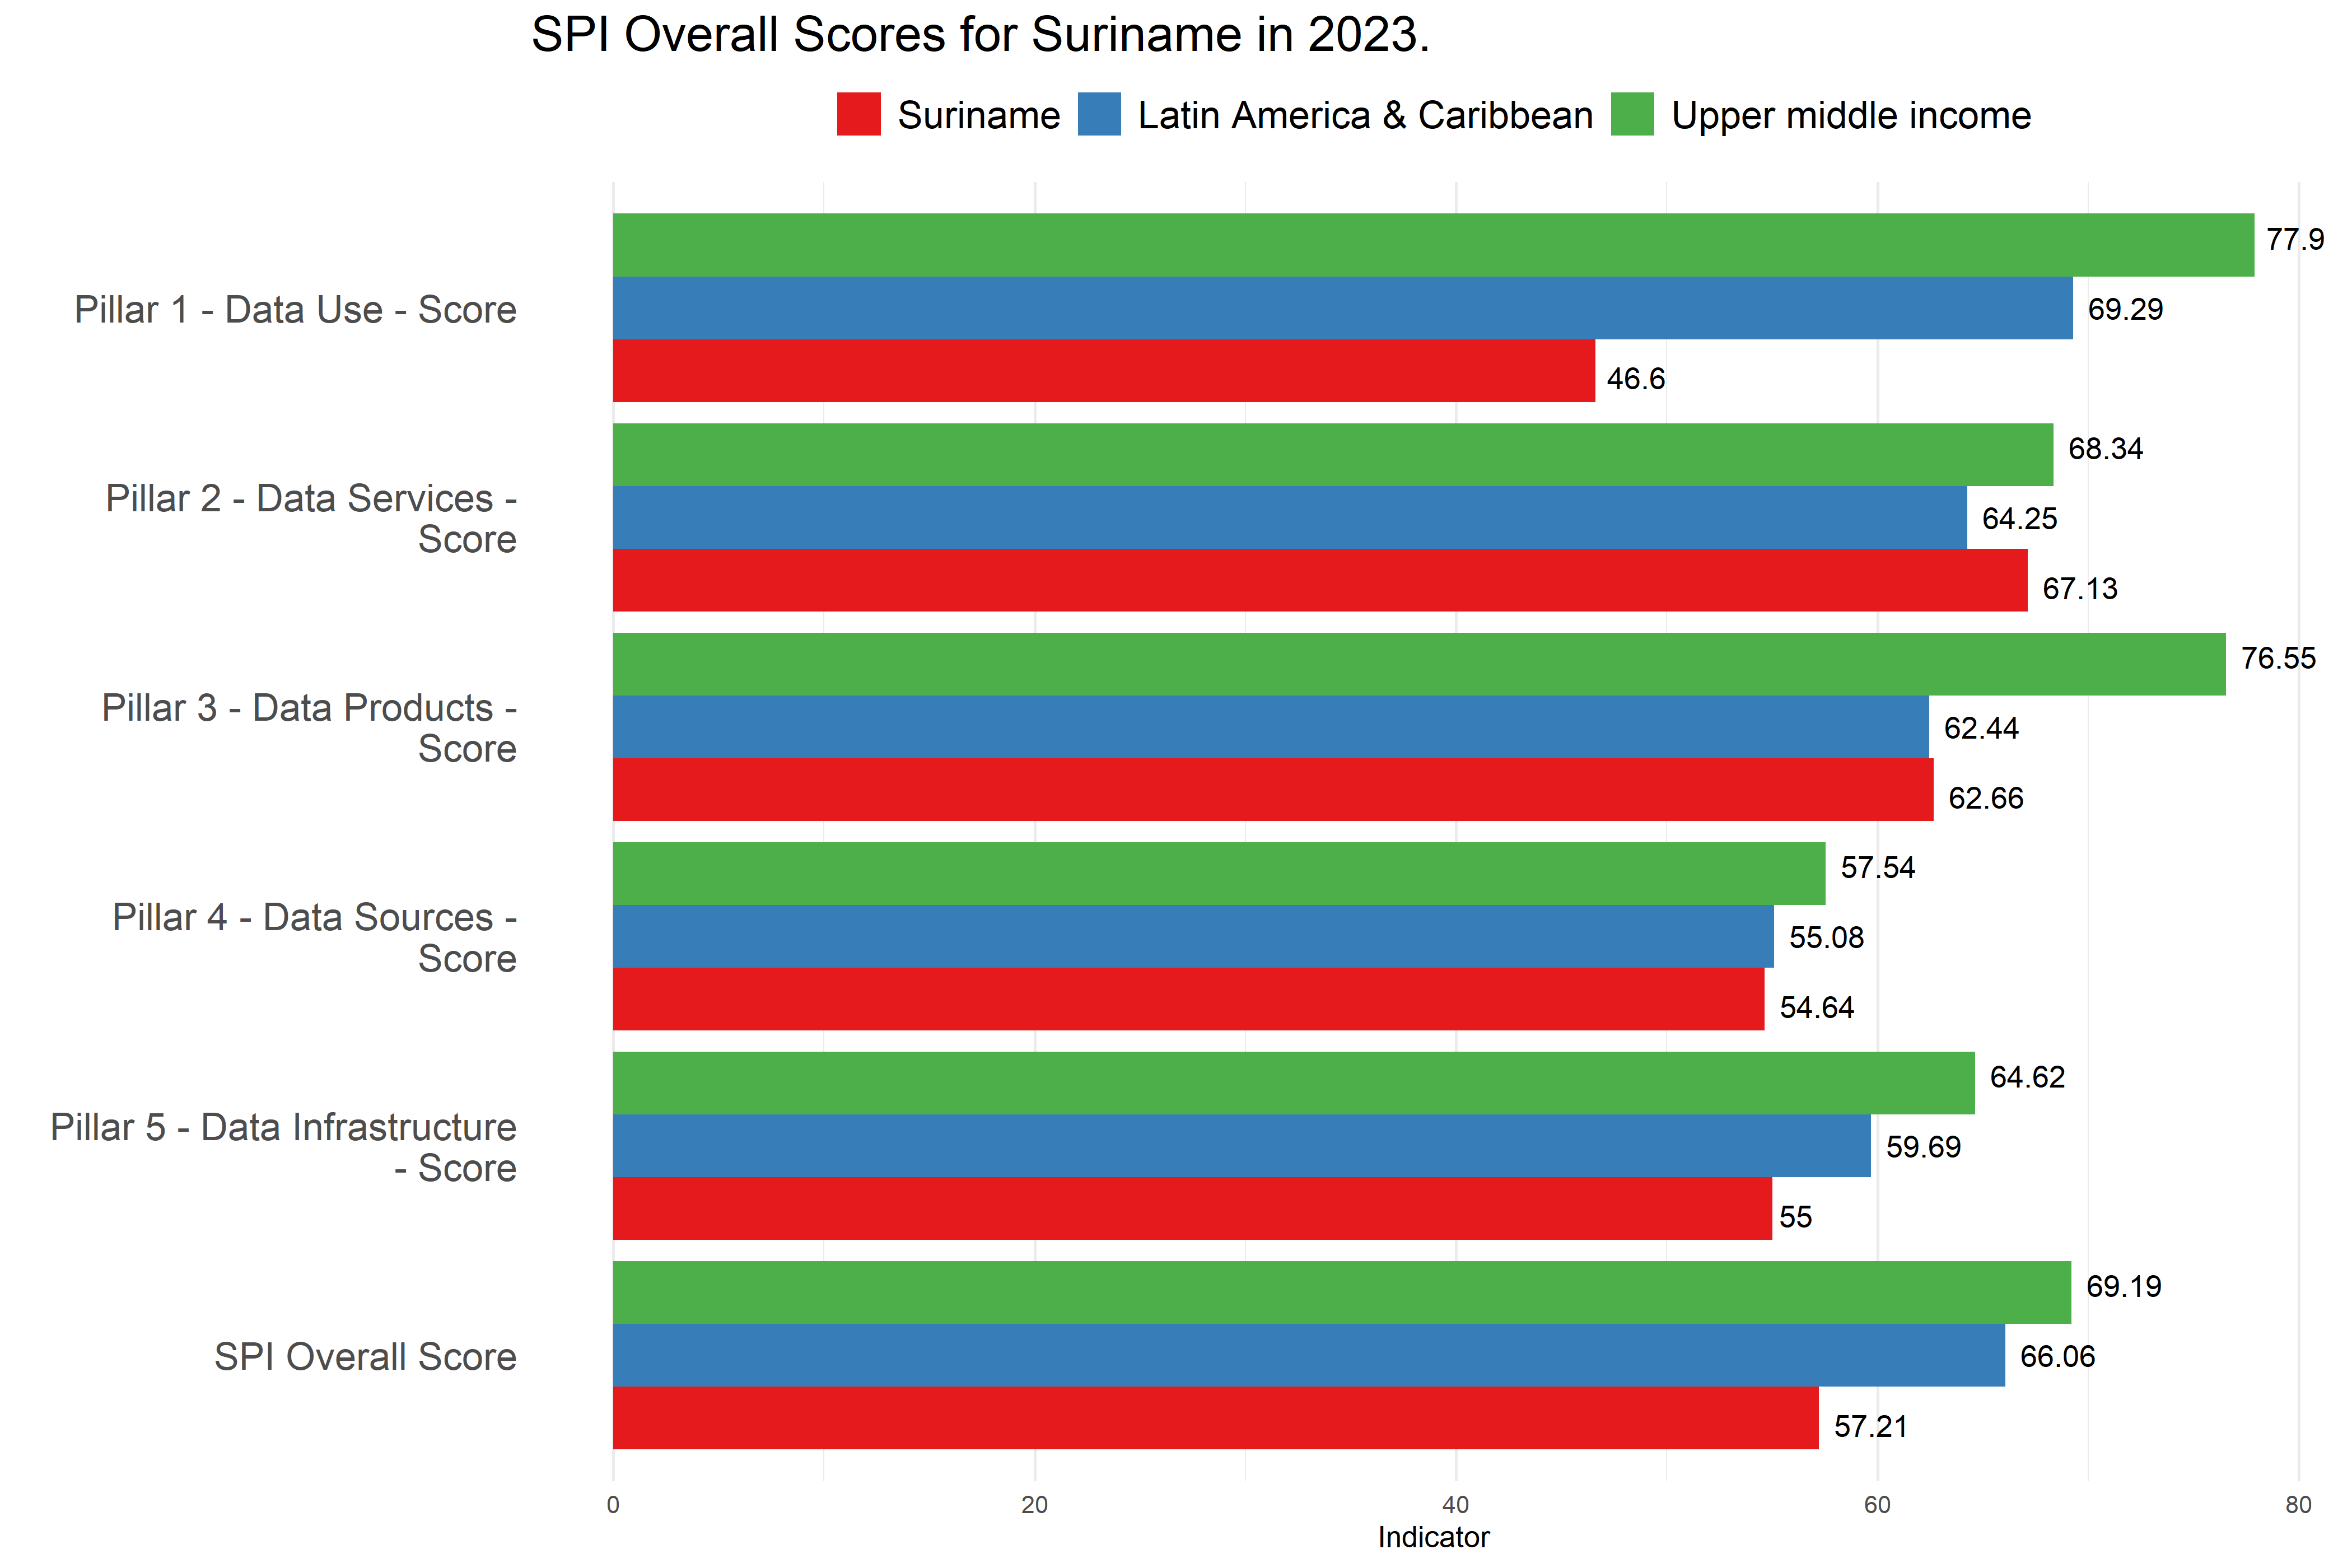 SPI Overall Scores for Suriname in 2023.
Suriname Latin America & Caribbean Upper middle income
77.9
Pillar 1 - Data Use - Score
69.29
46.6
68.34
Pillar 2 - Data Services -
Score
64.25
67.13
76.55
Pillar 3 - Data Products -
Score
62.44
62.66
57.54
Pillar 4 - Data Sources -
Score
55.08
54.64
64.62
Pillar 5 - Data Infrastructure
- Score
59.69
55
69.19
SPI Overall Score
66.06
57.21
0 20 40 60 80
Indicator